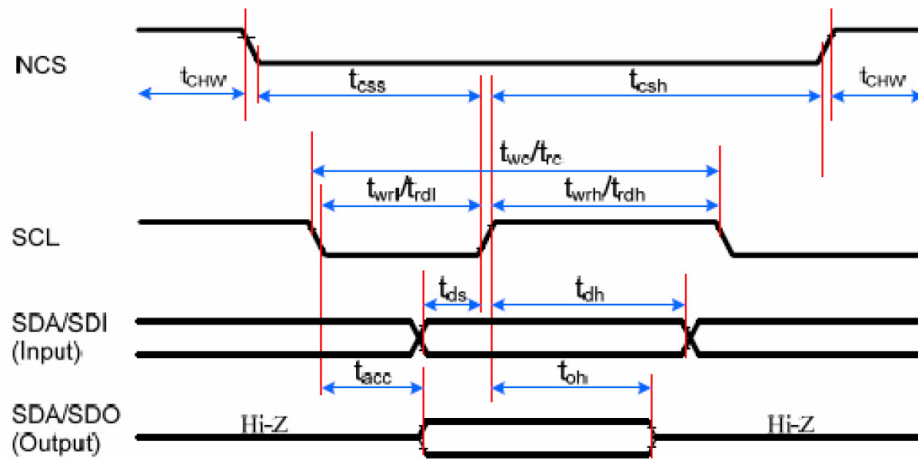 NCS
tCHW tcss tcsh tCHW
twc/trc
twrl/trdl twrh/trdh
SCL
tds tdh
SDA/SDI
(Input)
tacc toh
SDA/SDO
(Output)
Hi-Z Hi-Z